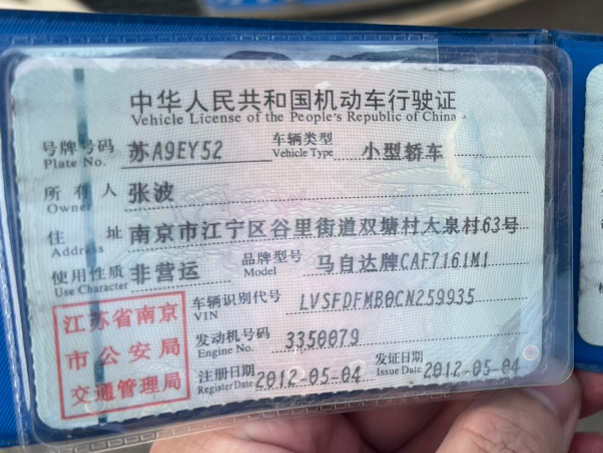 中华人民共和国机动车行驶证
Vehicle License of the People's Republic of China
号牌号码 苏A9EY52 车辆类型 小型轿车
Plate No. Vehicle Type
所有人 张波
Owner
住址 南京市江宁区谷里街道双塘村大泉村63号
Address
使用性质 非营运 品牌型号 马自达牌CAF7161M1
Use Character Model
江苏省南京
市公安局
交通管理局
车辆识别代号 LVSFDFMB0CN259935
VIN
发动机号码 3350079
Engine No.
注册日期 2012-05-04 发证日期 2012-05-04
Register Date Issue Date